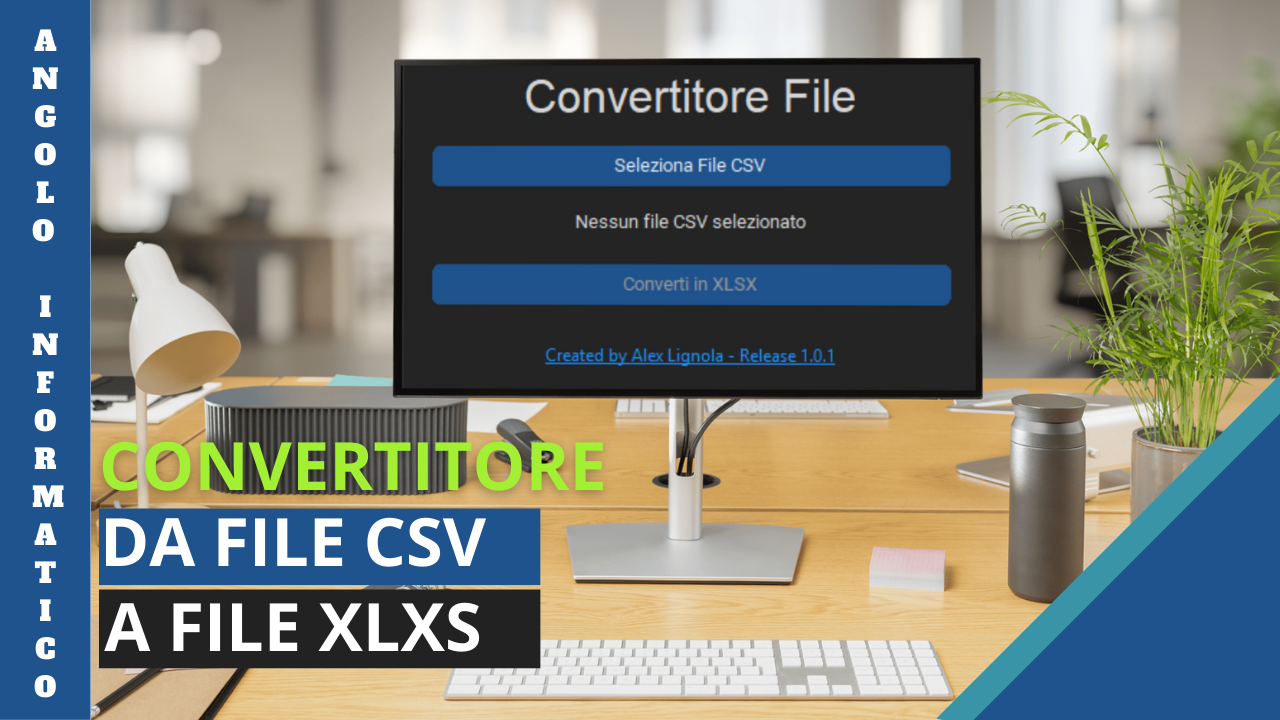 ANGOLO INFORMATICO
Convertitore File
Seleziona File CSV
Nessun file CSV selezionato
Converti in XLSX
Created by Alex Lignola - Release 1.0.1
CONVERTITORE
DA FILE CSV
A FILE XLXS